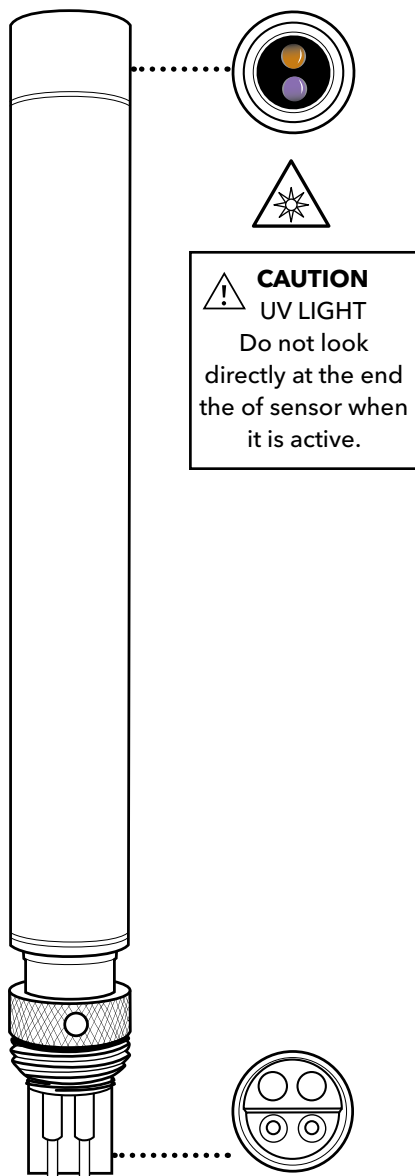 CAUTION
UV LIGHT
Do not look
directly at the end
the of sensor when
it is active.